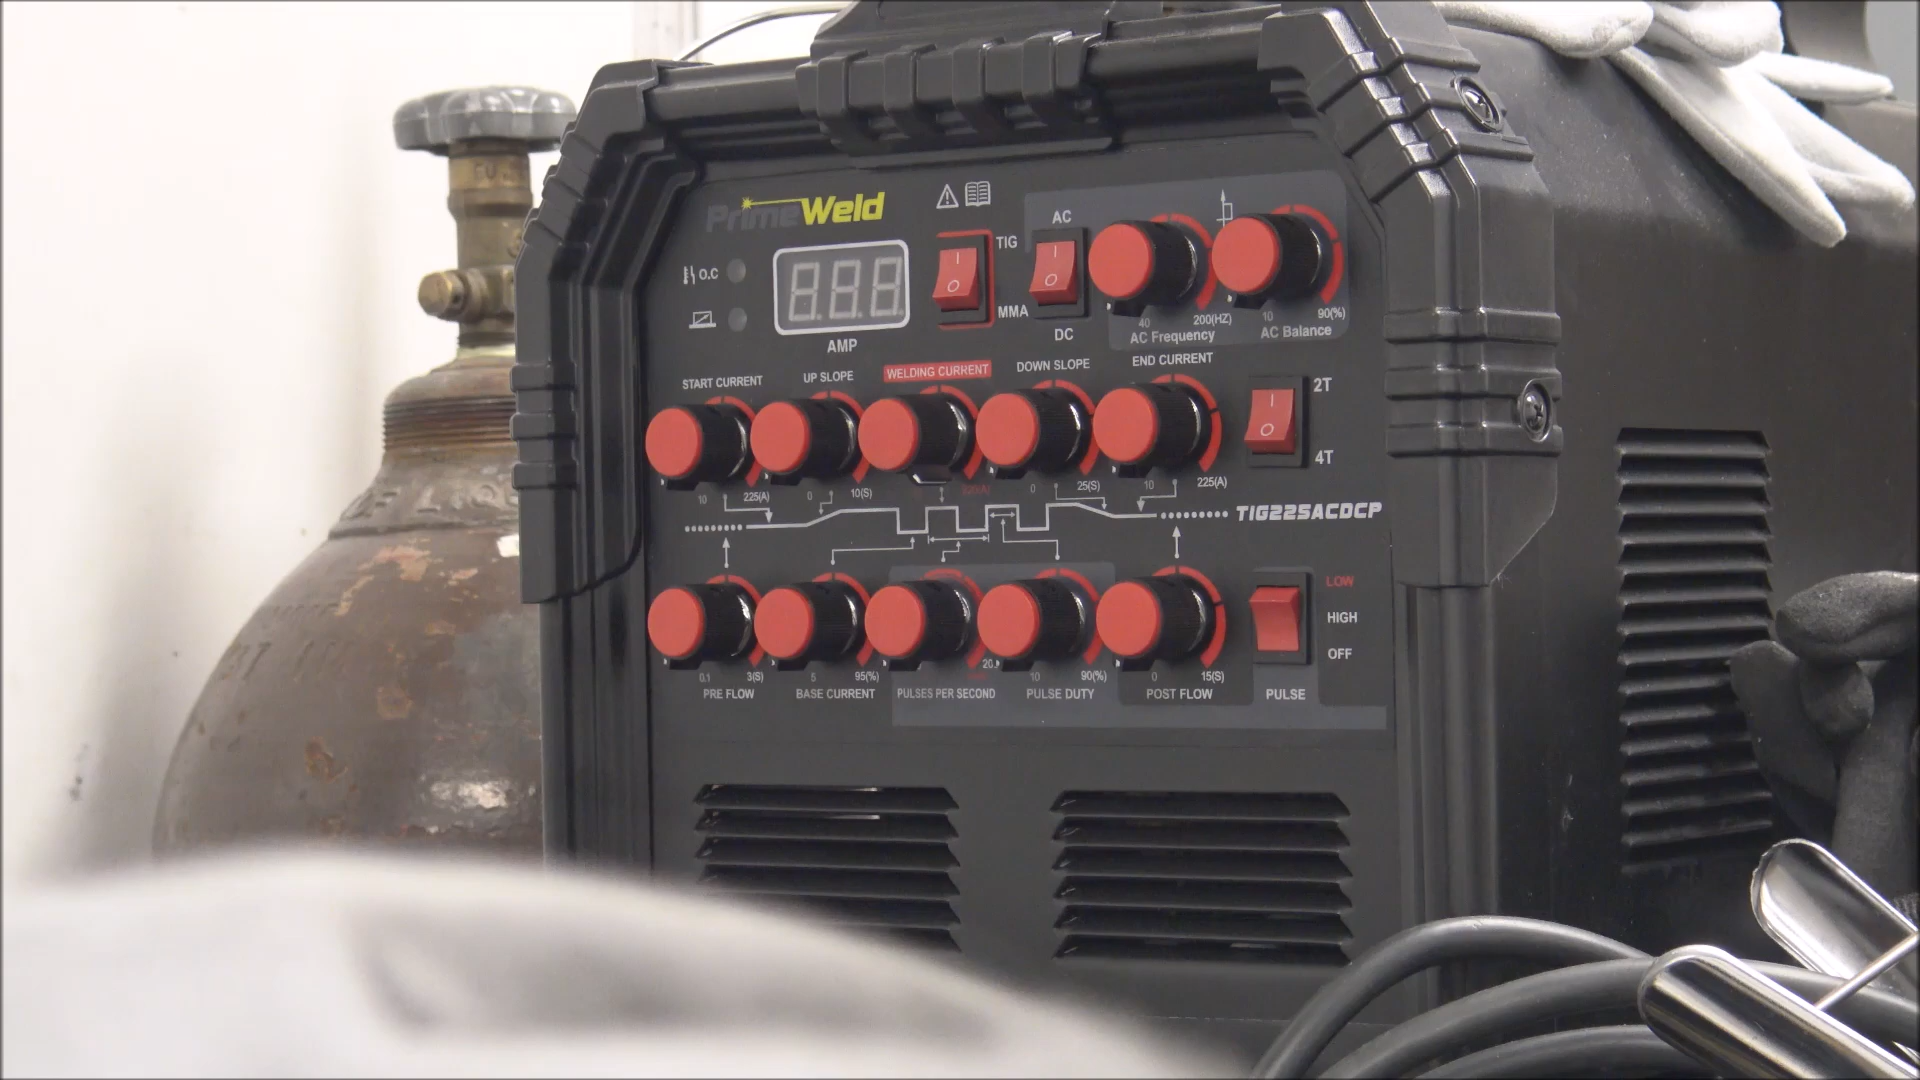 PrimeWeld
AC
TIG
O.C
8.8.8
MMA
DC
40
200(HZ)
10
90(%)
AMP
AC Frequency
AC Balance
START CURRENT
UP SLOPE
WELDING CURRENT
DOWN SLOPE
END CURRENT
2T
4T
10
225(A)
0
10(S)
0
25(S)
10
225(A)
TIG225ACDCP
LOW
HIGH
OFF
0.1
3(S)
5
95(%)
10
90(%)
0
15(S)
PRE FLOW
BASE CURRENT
PULSES PER SECOND
PULSE DUTY
POST FLOW
PULSE